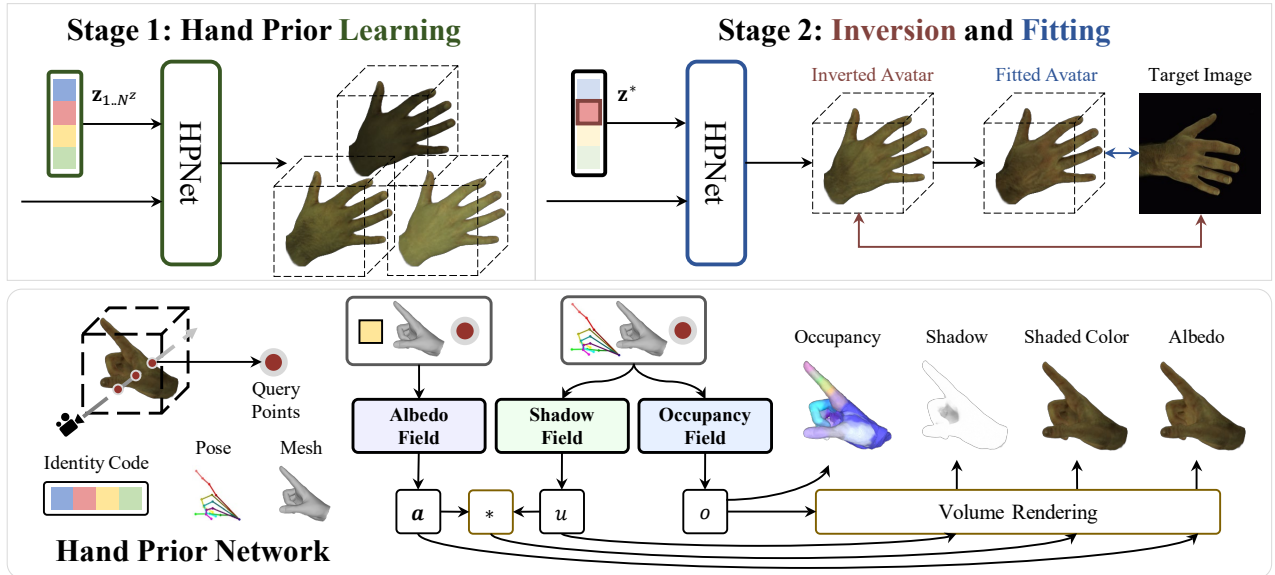 Stage 1: Hand Prior Learning
z1..Nz
HPNet
Stage 2: Inversion and Fitting
z*
HPNet
Inverted Avatar
Fitted Avatar
Target Image
Query
Points
Identity Code
Pose
Mesh
Hand Prior Network
Albedo
Field
Shadow
Field
Occupancy
Field
a
*
u
o
Occupancy
Shadow
Shaded Color
Albedo
Volume Rendering